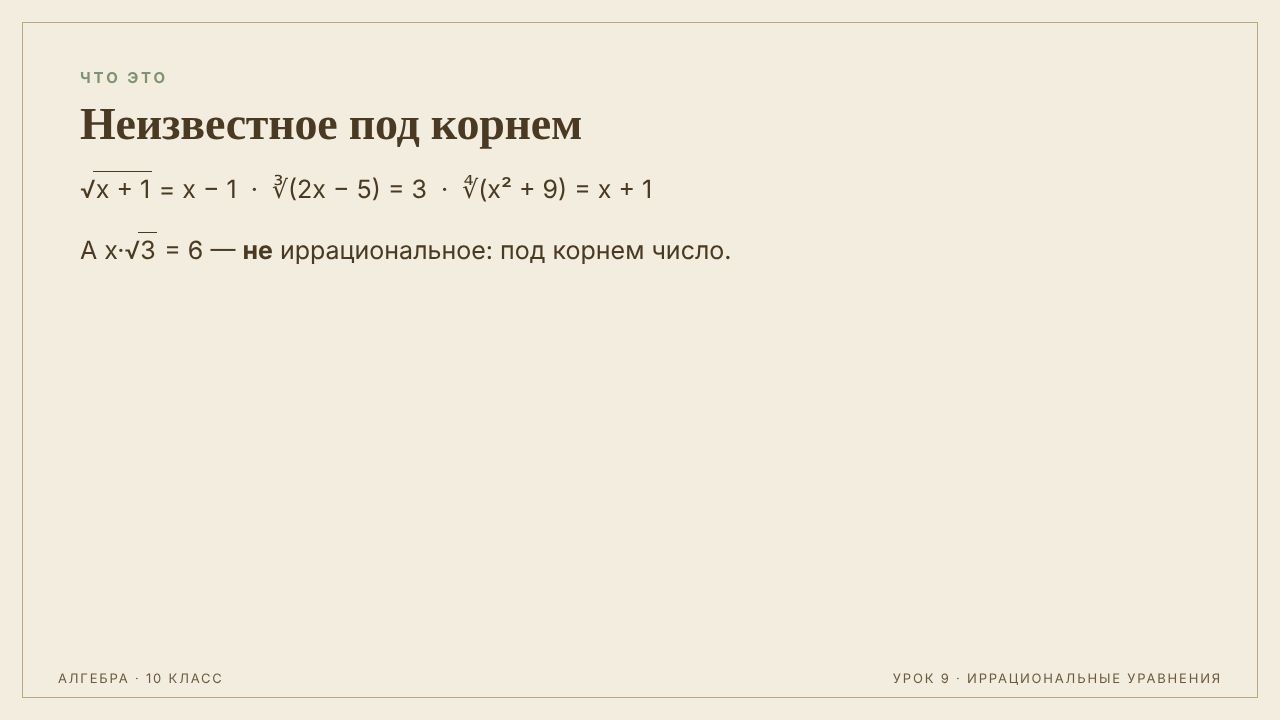 ЧТО ЭТО
Неизвестное под корнем
√x + 1 = x − 1 · ∛(2x − 5) = 3 · ∜(x² + 9) = x + 1
А x·√3 = 6 — не иррациональное: под корнем число.
АЛГЕБРА · 10 КЛАСС
УРОК 9 · ИРРАЦИОНАЛЬНЫЕ УРАВНЕНИЯ